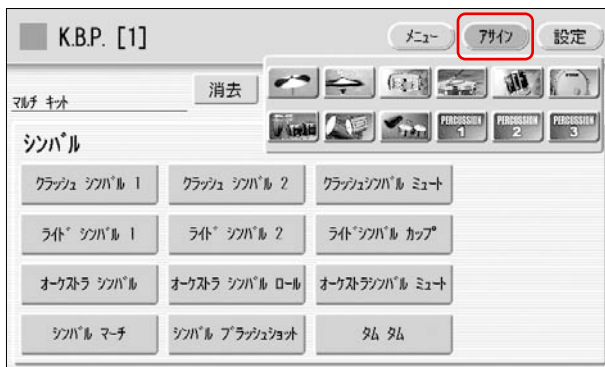 K.B.P. [1] メニュー アサイン 設定
マルチ キット 消去
PERCUSSION 1 PERCUSSION 2 PERCUSSION 3
シンバル
クラッシュ シンバル 1 クラッシュ シンバル 2 クラッシュシンバル ミュート
ライド シンバル 1 ライド シンバル 2 ライドシンバル カップ
オーケストラ シンバル オーケストラ シンバル ロール オーケストラシンバル ミュート
シンバル マーチ シンバル ブラッシュショット タム タム